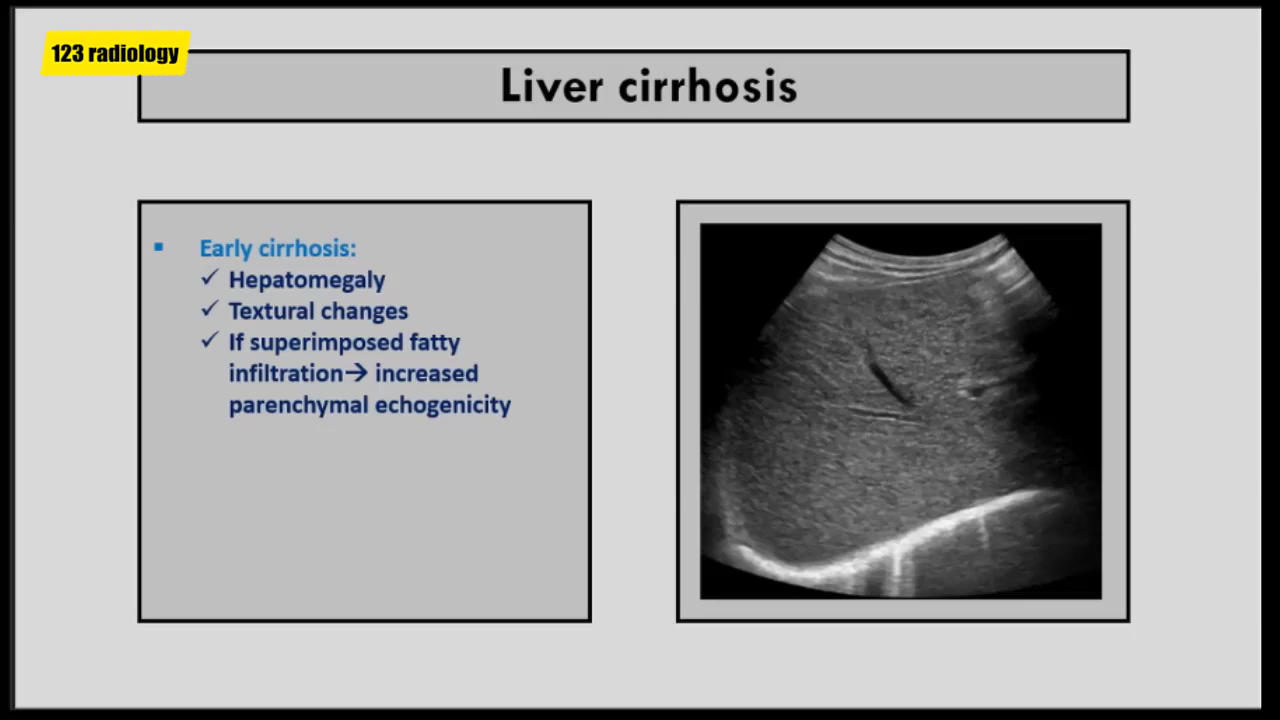 123 radiology
Liver cirrhosis
▪ Early cirrhosis:
✓ Hepatomegaly
✓ Textural changes
✓ If superimposed fatty
infiltration→ increased
parenchymal echogenicity